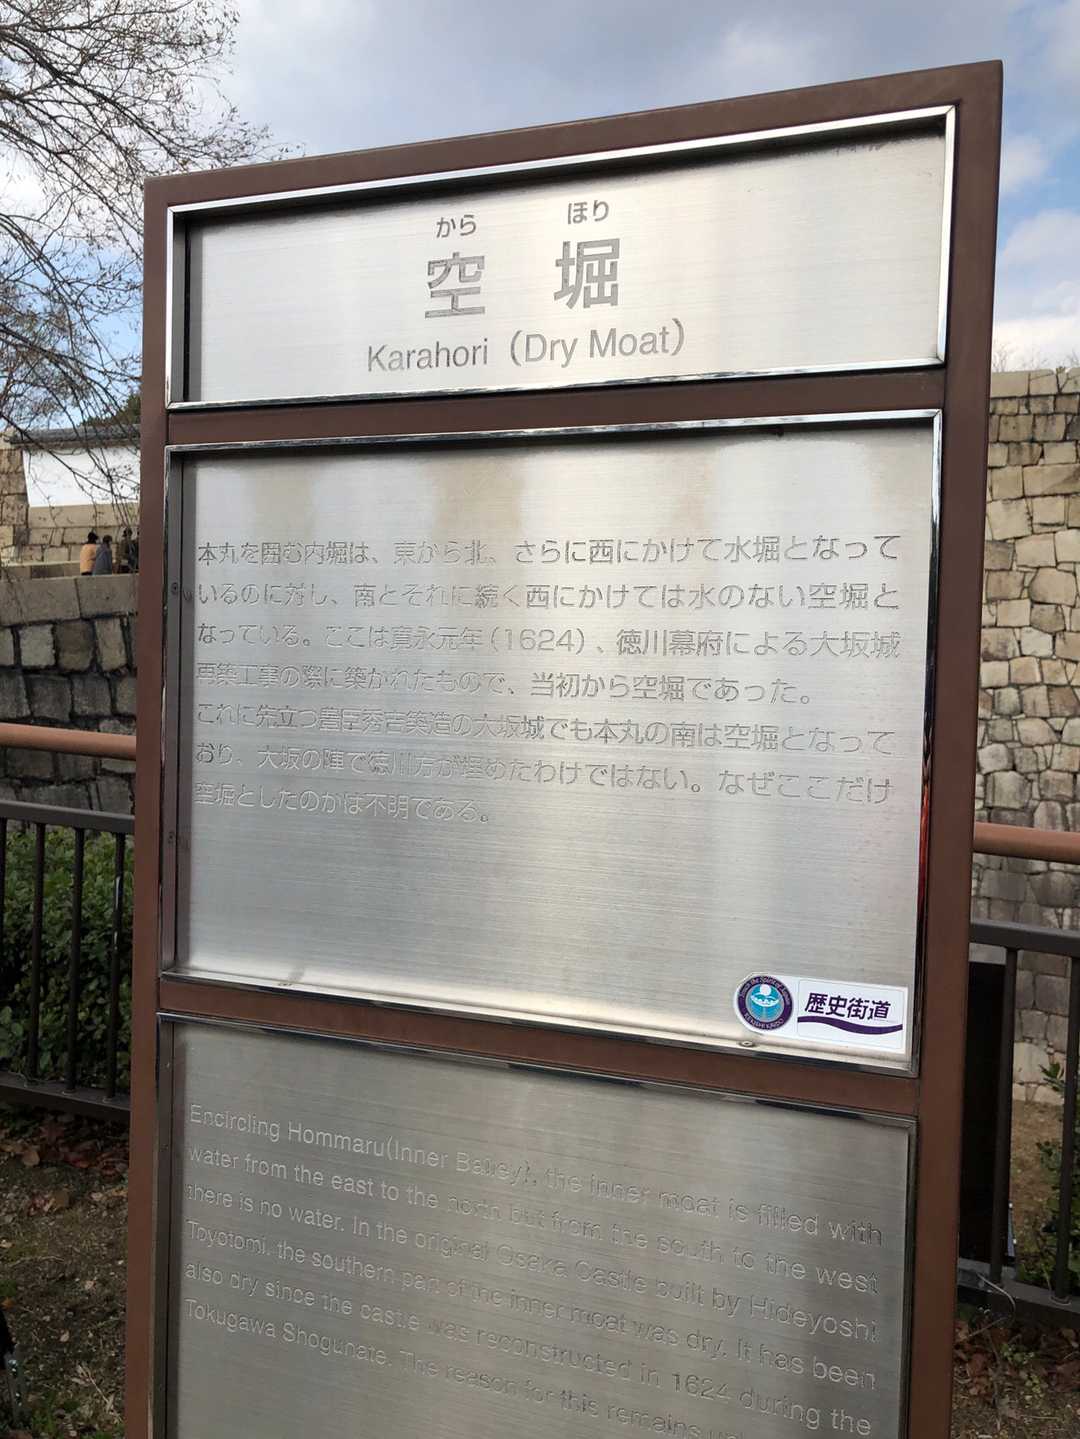 から ほり
空堀
Karahori (Dry Moat)
本丸を囲む内堀は、東から北、さらに西にかけて水堀となって
いるのに対し、南とそれに続く西にかけては水のない空堀と
なっている。ここは寛永元年(1624)、徳川幕府による大坂城
再築工事の際に築かれたもので、当初から空堀であった。
これに先立つ豊臣秀吉築造の大坂城でも本丸の南は空堀となって
おり、大坂の陣で徳川方が埋めたわけではない。なぜここだけ
空堀としたのかは不明である。
歴史街道
Encircling Hommaru(Inner Bailey), the inner moat is filled with
water from the east to the north but from the south to the west
there is no water. In the original Osaka Castle built by Hideyoshi
Toyotomi, the southern part of the inner moat was dry. It has been
also dry since the castle was reconstructed in 1624 during the
Tokugawa Shogunate. The reason for this remains